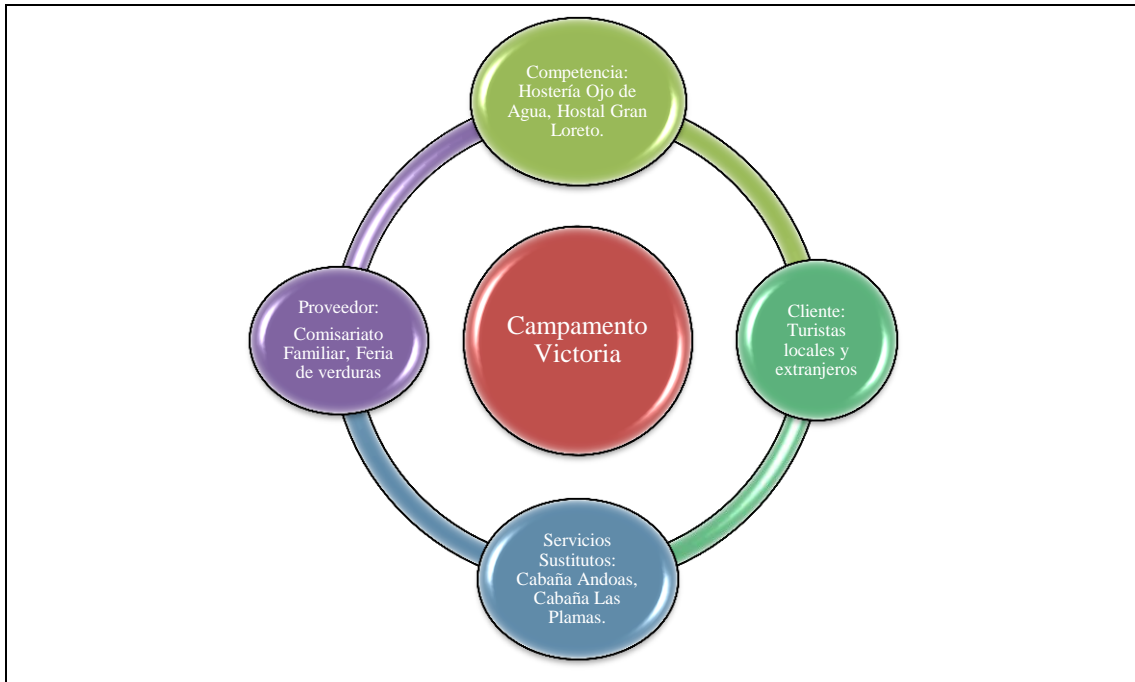 Competencia:
Hostería Ojo de
Agua, Hostal Gran
Loreto.
Proveedor:
Comisariato
Familiar, Feria
de verduras
Campamento
Victoria
Cliente:
Turistas
locales y
extranjeros
Servicios
Sustitutos:
Cabaña Andoas,
Cabaña Las
Plamas.